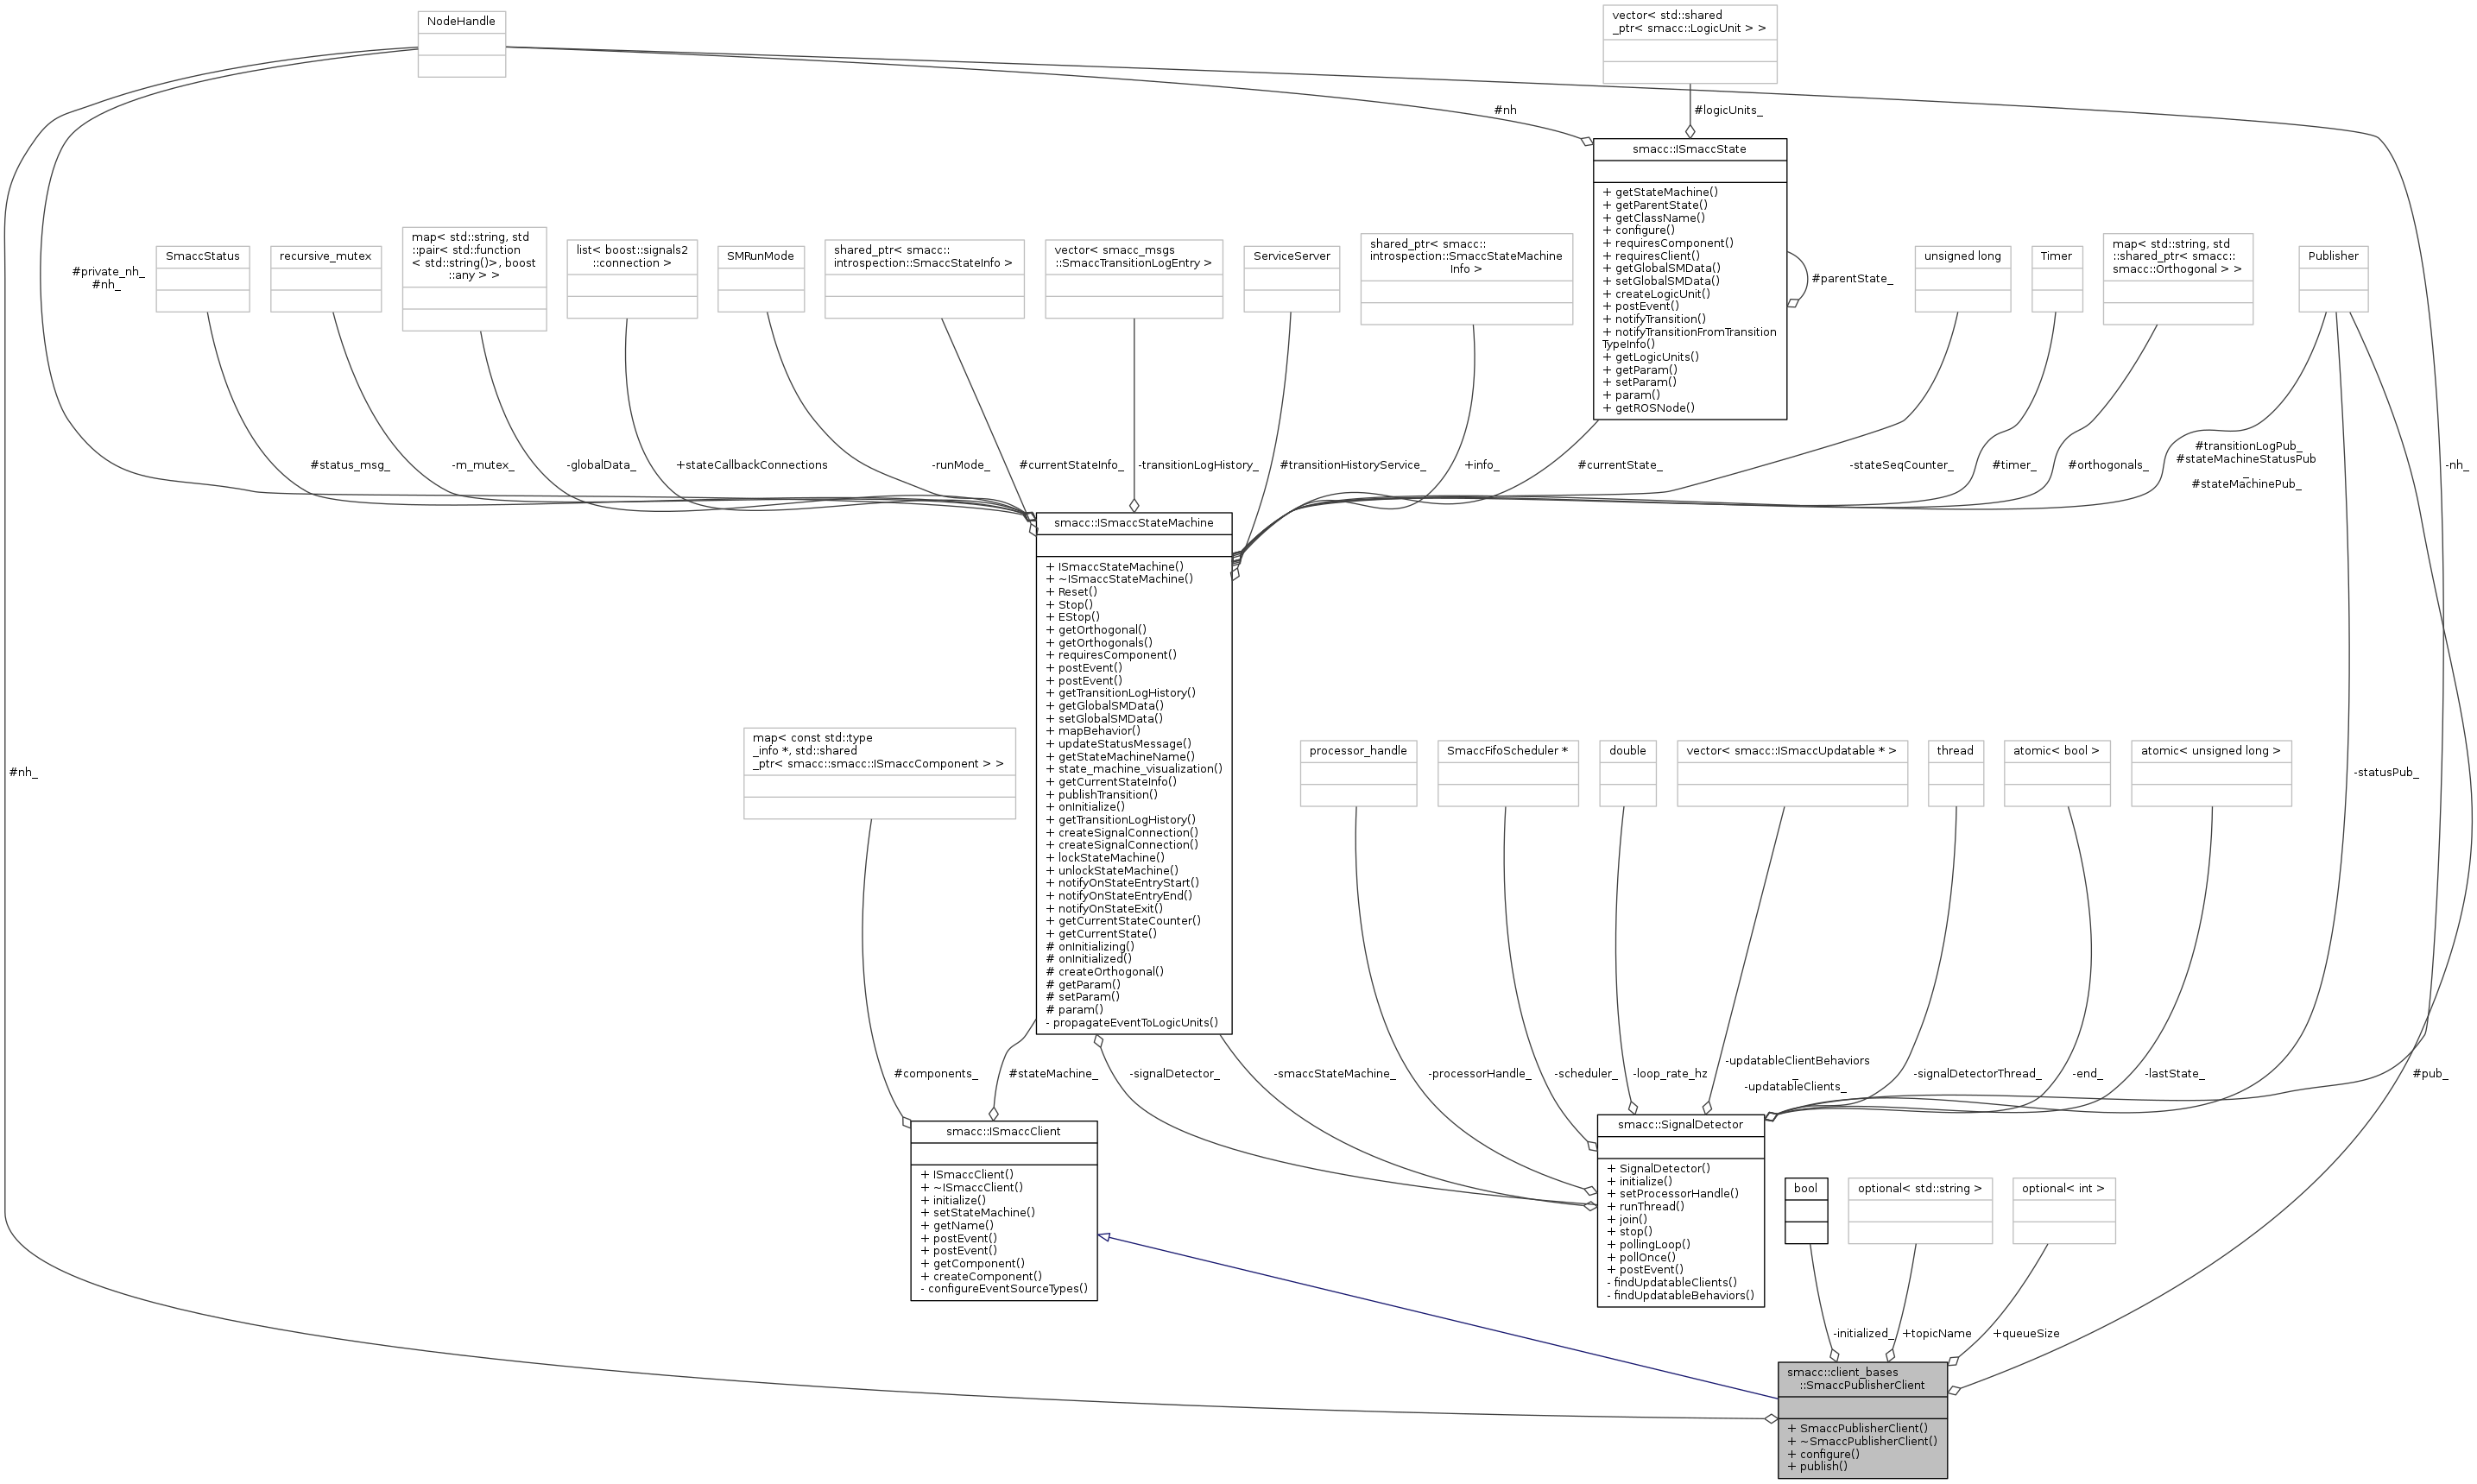 NodeHandle
vector< std::shared
_ptr< smacc::LogicUnit > >
#nh
#logicUnits_
smacc::ISmaccState
+ getStateMachine()
+ getParentState()
+ getClassName()
+ configure()
+ requiresComponent()
+ requiresClient()
+ getGlobalSMData()
+ setGlobalSMData()
+ createLogicUnit()
+ postEvent()
+ notifyTransition()
+ notifyTransitionFromTransition
TypeInfo()
+ getLogicUnits()
+ getParam()
+ setParam()
+ param()
+ getROSNode()
#parentState_
#private_nh_
#nh_
SmaccStatus
recursive_mutex
map< std::string, std
::pair< std::function
< std::string()>, boost
::any > >
list< boost::signals2
::connection >
SMRunMode
shared_ptr< smacc::
introspection::SmaccStateInfo >
vector< smacc_msgs
::SmaccTransitionLogEntry >
ServiceServer
shared_ptr< smacc::
introspection::SmaccStateMachine
Info >
unsigned long
Timer
map< std::string, std
::shared_ptr< smacc::
smacc::Orthogonal > >
Publisher
#status_msg_
-m_mutex_
-globalData_
+stateCallbackConnections
-runMode_
#currentStateInfo_
-transitionLogHistory_
#transitionHistoryService_
+info_
#currentState_
-stateSeqCounter_
#timer_
#orthogonals_
#transitionLogPub_
#stateMachineStatusPub
_
#stateMachinePub_
-nh_
smacc::ISmaccStateMachine
+ ISmaccStateMachine()
+ ~ISmaccStateMachine()
+ Reset()
+ Stop()
+ EStop()
+ getOrthogonal()
+ getOrthogonals()
+ requiresComponent()
+ postEvent()
+ postEvent()
+ getTransitionLogHistory()
+ getGlobalSMData()
+ setGlobalSMData()
+ mapBehavior()
+ updateStatusMessage()
+ getStateMachineName()
+ state_machine_visualization()
+ getCurrentStateInfo()
+ publishTransition()
+ onInitialize()
+ getTransitionLogHistory()
+ createSignalConnection()
+ createSignalConnection()
+ lockStateMachine()
+ unlockStateMachine()
+ notifyOnStateEntryStart()
+ notifyOnStateEntryEnd()
+ notifyOnStateExit()
+ getCurrentStateCounter()
+ getCurrentState()
# onInitializing()
# onInitialized()
# createOrthogonal()
# getParam()
# setParam()
# param()
- propagateEventToLogicUnits()
#nh_
map< const std::type
_info *, std::shared
_ptr< smacc::smacc::ISmaccComponent > >
processor_handle
SmaccFifoScheduler *
double
vector< smacc::ISmaccUpdatable * >
thread
atomic< bool >
atomic< unsigned long >
-statusPub_
#components_
#stateMachine_
-signalDetector_
-smaccStateMachine_
-processorHandle_
-scheduler_
-loop_rate_hz
-updatableClientBehaviors
_
-updatableClients_
-signalDetectorThread_
-end_
-lastState_
#pub_
smacc::ISmaccClient
+ ISmaccClient()
+ ~ISmaccClient()
+ initialize()
+ setStateMachine()
+ getName()
+ postEvent()
+ postEvent()
+ getComponent()
+ createComponent()
- configureEventSourceTypes()
smacc::SignalDetector
+ SignalDetector()
+ initialize()
+ setProcessorHandle()
+ runThread()
+ join()
+ stop()
+ pollingLoop()
+ pollOnce()
+ postEvent()
- findUpdatableClients()
- findUpdatableBehaviors()
bool
optional< std::string >
optional< int >
-initialized_
+topicName
+queueSize
smacc::client_bases
::SmaccPublisherClient
+ SmaccPublisherClient()
+ ~SmaccPublisherClient()
+ configure()
+ publish()